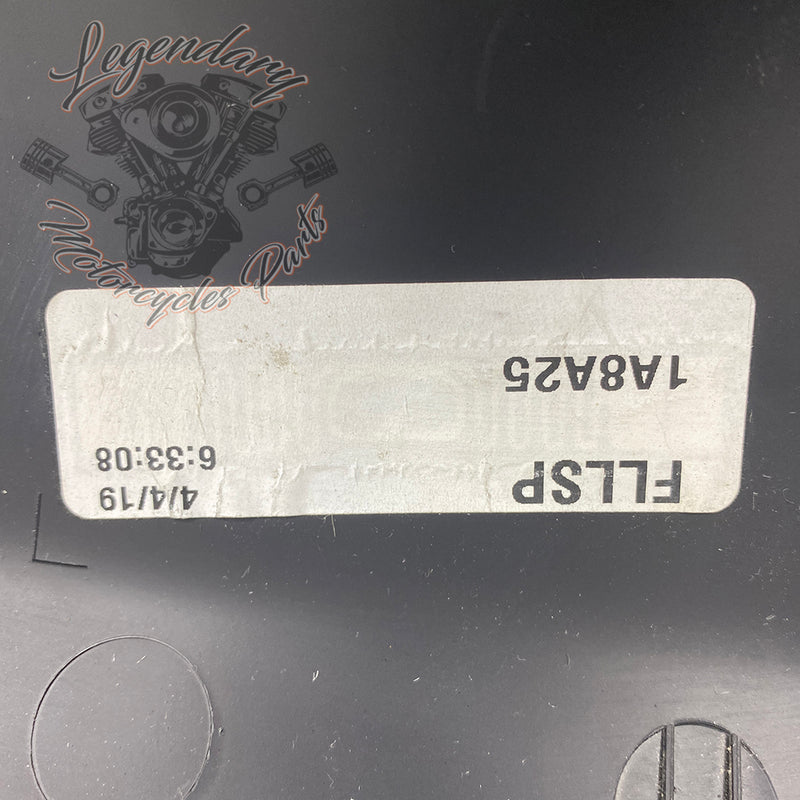 Legendary
Motorcycles Parts
FLLSP
4/4/19
1A8A25
6:33:08